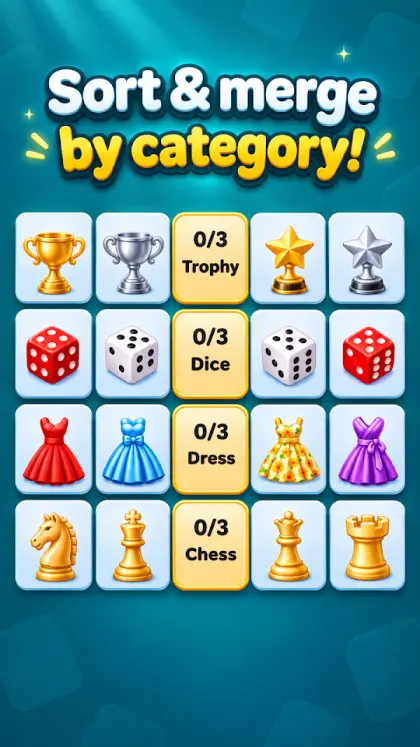 Sort & merge
by category!
0/3
Trophy
0/3
Dice
0/3
Dress
0/3
Chess